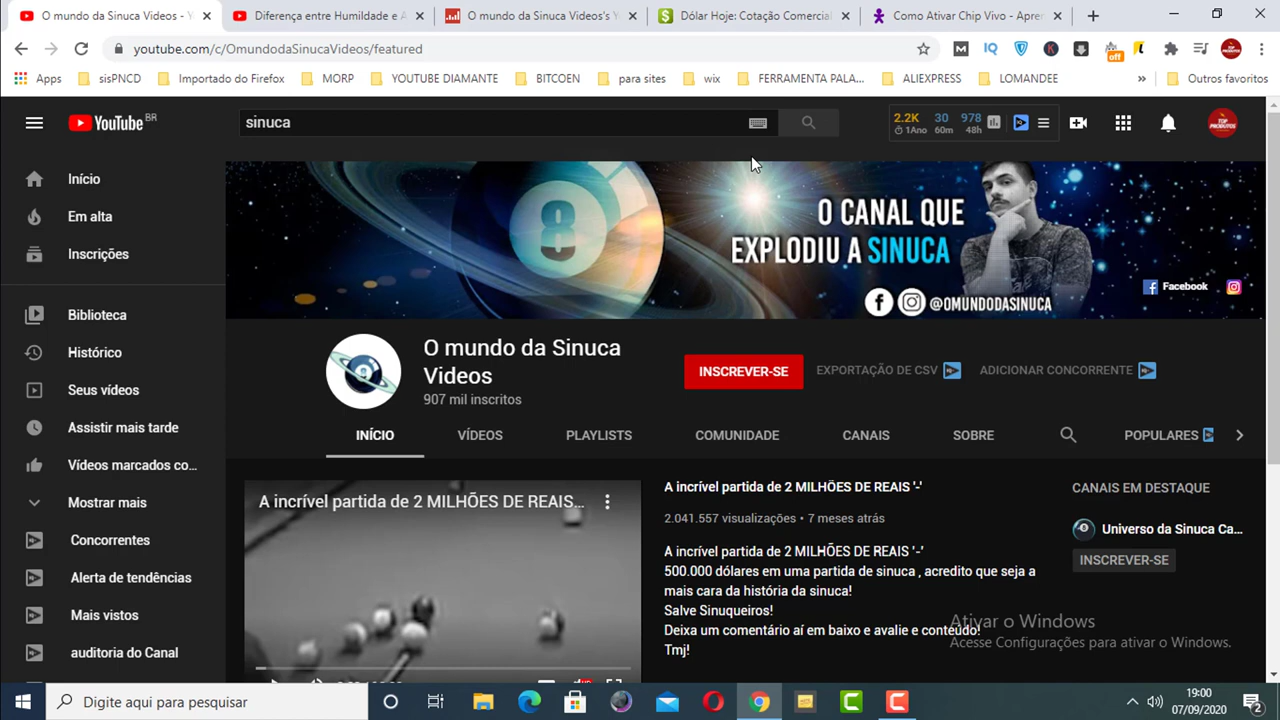 O mundo da Sinuca Videos - Y
Diferença entre Humildade e A
O mundo da Sinuca Videos's Yo
Dólar Hoje: Cotação Comercial
Como Ativar Chip Vivo - Apren
youtube.com/c/OmundodaSinucaVideos/featured
off
Apps
sisPNCD
Importado do Firefox
MORP
YOUTUBE DIAMANTE
BITCOEN
para sites
wix
FERRAMENTA PALA...
ALIEXPRESS
LOMANDEE
»
Outros favoritos
YouTube BR
sinuca
2.2K 30 978
1Ano 60m 48h
TOP PRODUTOS
Início
Em alta
Inscrições
Biblioteca
Histórico
Seus vídeos
Assistir mais tarde
Vídeos marcados co...
Mostrar mais
Concorrentes
Alerta de tendências
Mais vistos
auditoria do Canal
8
O CANAL QUE
EXPLODIU A SINUCA
@OMUNDODASINUCA
Facebook
O mundo da Sinuca
Videos
907 mil inscritos
INSCREVER-SE
EXPORTAÇÃO DE CSV
ADICIONAR CONCORRENTE
INÍCIO
VÍDEOS
PLAYLISTS
COMUNIDADE
CANAIS
SOBRE
POPULARES
A incrível partida de 2 MILHÕES DE REAIS...
A incrível partida de 2 MILHÕES DE REAIS '-'
2.041.557 visualizações • 7 meses atrás
A incrível partida de 2 MILHÕES DE REAIS '-'
500.000 dólares em uma partida de sinuca , acredito que seja a
mais cara da história da sinuca!
Salve Sinuqueiros!
Deixa um comentário aí em baixo e avalie e conteúdo!
Tmj!
CANAIS EM DESTAQUE
Universo da Sinuca Ca...
INSCREVER-SE
Ativar o Windows
Acesse Configurações para ativar o Windows.
Digite aqui para pesquisar
19:00
07/09/2020
2